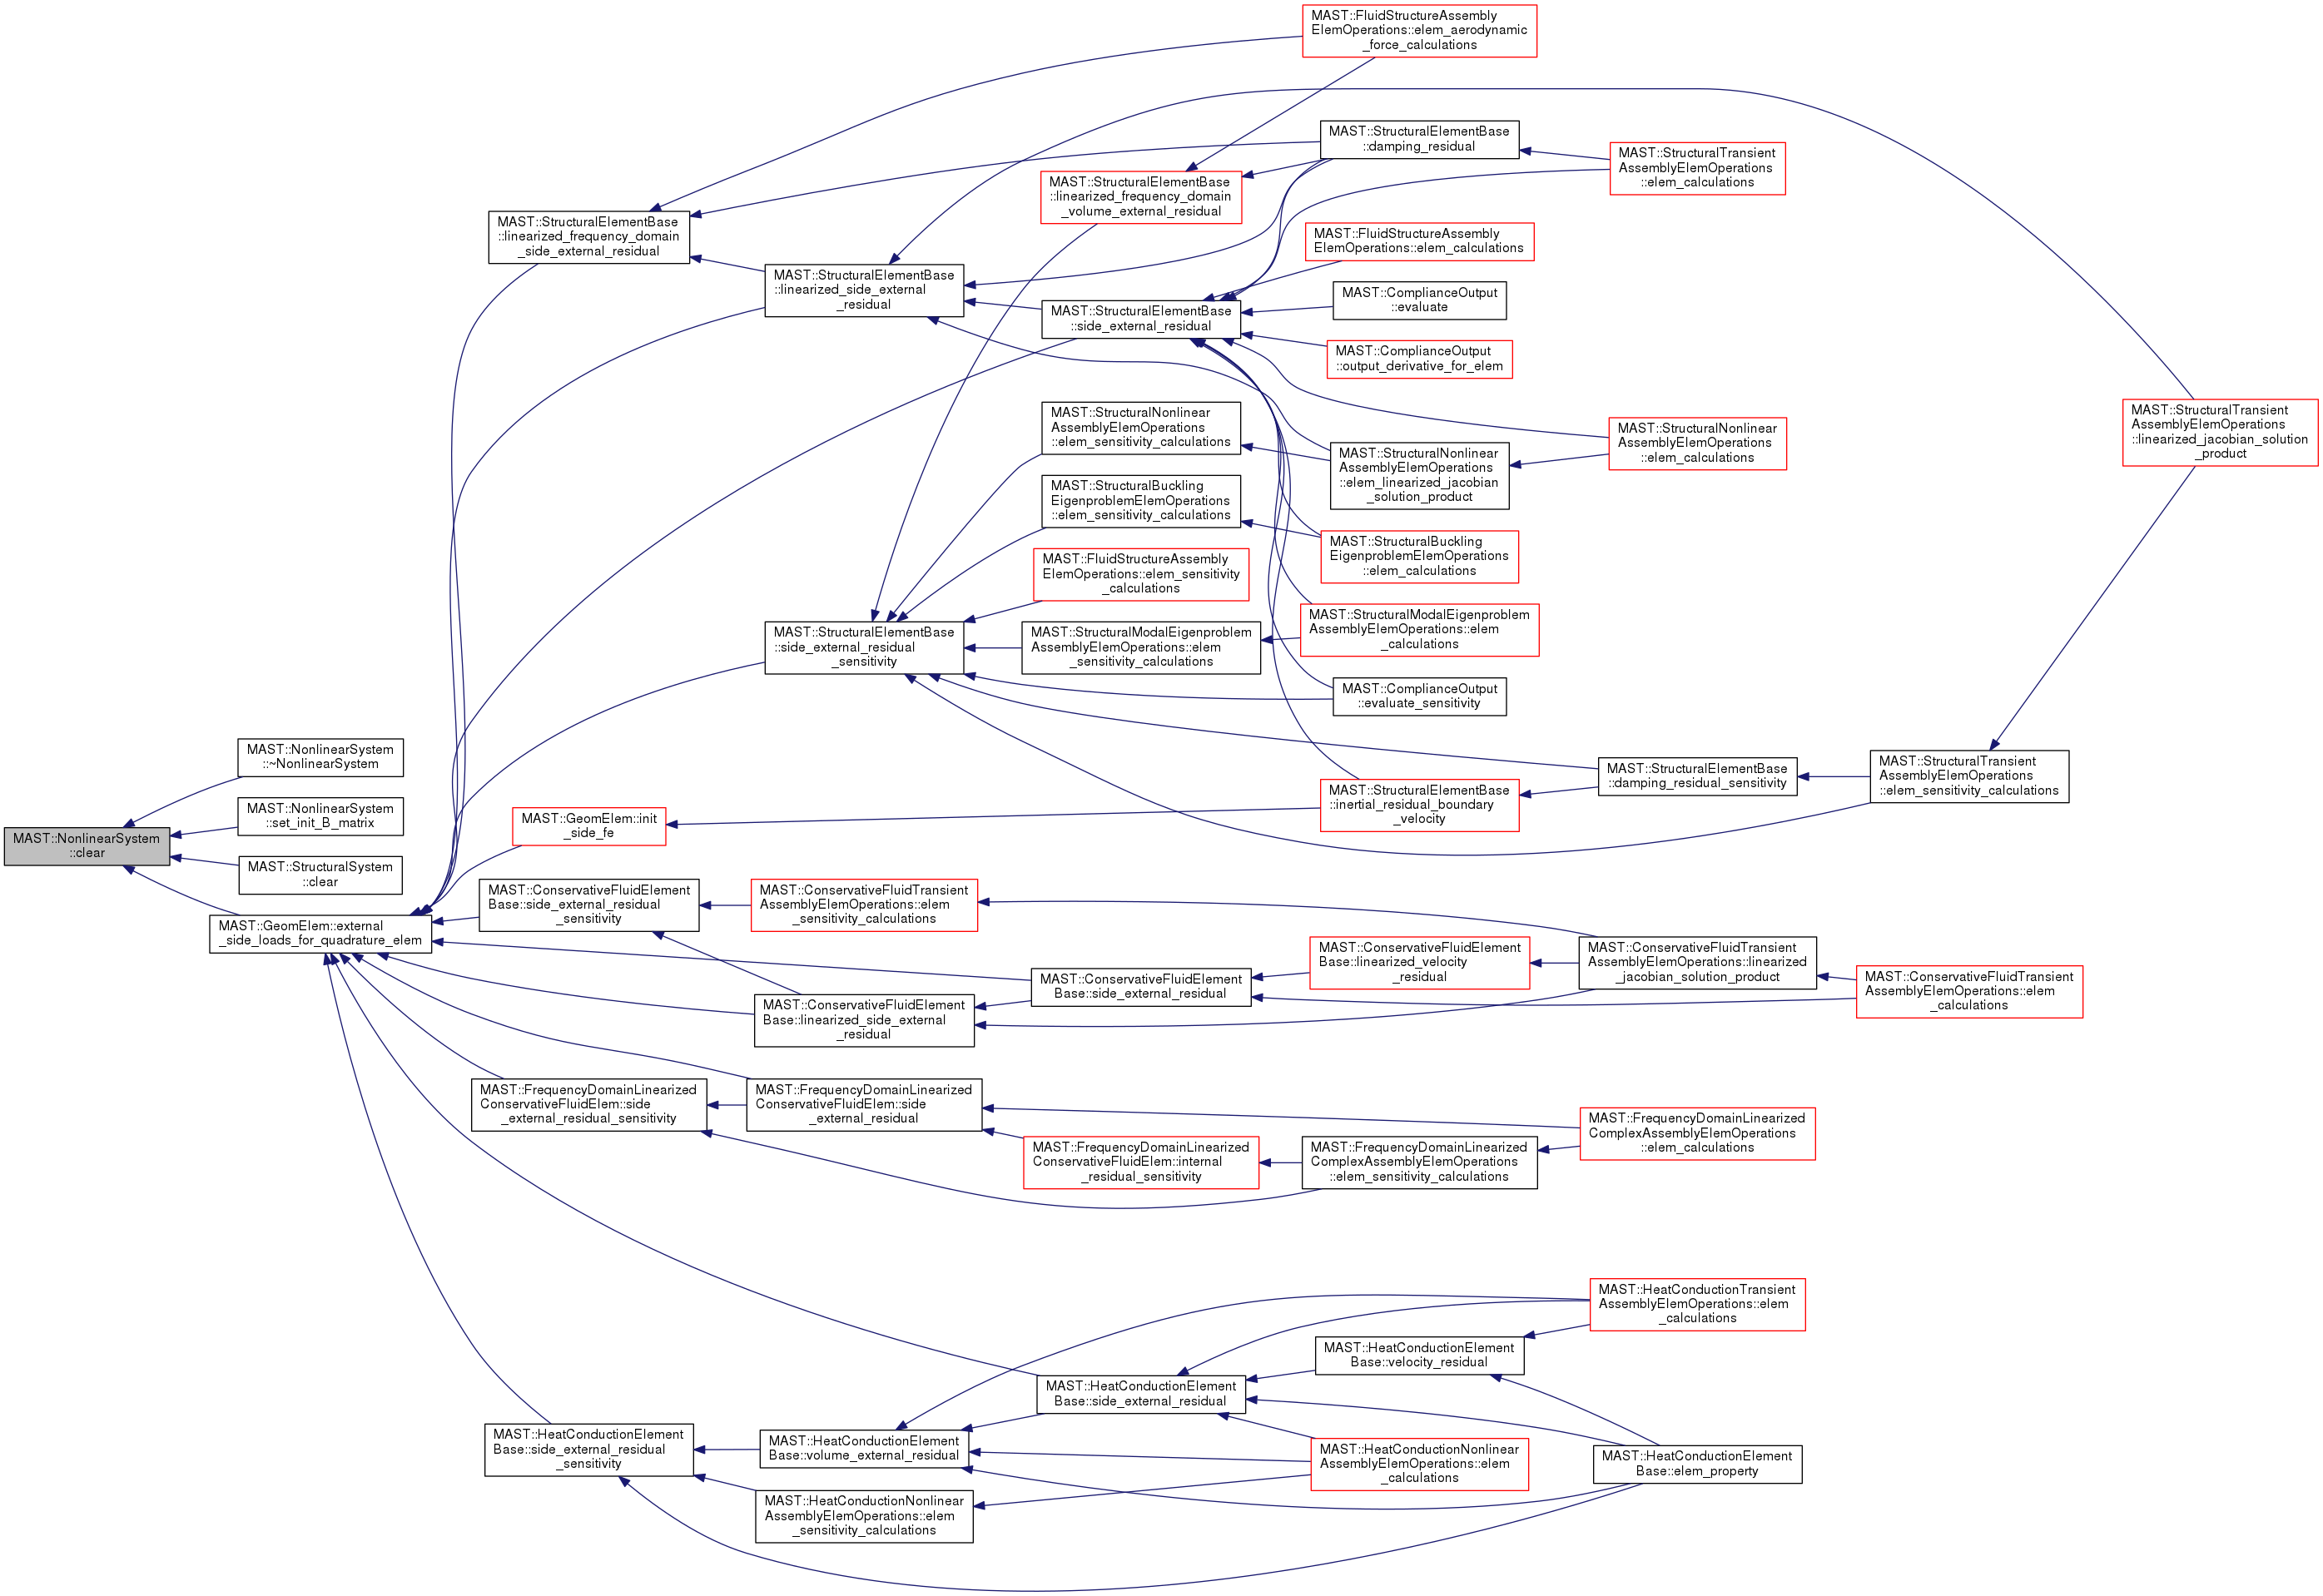 MAST::FluidStructureAssembly
ElemOperations::elem_aerodynamic
_force_calculations
MAST::StructuralElementBase
::damping_residual
MAST::StructuralTransient
AssemblyElemOperations
::elem_calculations
MAST::StructuralElementBase
::linearized_frequency_domain
_volume_external_residual
MAST::StructuralElementBase
::linearized_frequency_domain
_side_external_residual
MAST::FluidStructureAssembly
ElemOperations::elem_calculations
MAST::StructuralElementBase
::linearized_side_external
_residual
MAST::ComplianceOutput
::evaluate
MAST::StructuralElementBase
::side_external_residual
MAST::ComplianceOutput
::output_derivative_for_elem
MAST::StructuralNonlinear
AssemblyElemOperations
::elem_sensitivity_calculations
MAST::StructuralNonlinear
AssemblyElemOperations
::elem_calculations
MAST::StructuralTransient
AssemblyElemOperations
::linearized_jacobian_solution
_product
MAST::StructuralNonlinear
AssemblyElemOperations
::elem_linearized_jacobian
_solution_product
MAST::StructuralBuckling
EigenproblemElemOperations
::elem_sensitivity_calculations
MAST::StructuralBuckling
EigenproblemElemOperations
::elem_calculations
MAST::FluidStructureAssembly
ElemOperations::elem_sensitivity
_calculations
MAST::StructuralModalEigenproblem
AssemblyElemOperations::elem
_calculations
MAST::StructuralElementBase
::side_external_residual
_sensitivity
MAST::StructuralModalEigenproblem
AssemblyElemOperations::elem
_sensitivity_calculations
MAST::ComplianceOutput
::evaluate_sensitivity
MAST::NonlinearSystem
::~NonlinearSystem
MAST::StructuralElementBase
::damping_residual_sensitivity
MAST::StructuralTransient
AssemblyElemOperations
::elem_sensitivity_calculations
MAST::StructuralElementBase
::inertial_residual_boundary
_velocity
MAST::NonlinearSystem
::set_init_B_matrix
MAST::GeomElem::init
_side_fe
MAST::NonlinearSystem
::clear
MAST::StructuralSystem
::clear
MAST::ConservativeFluidElement
Base::side_external_residual
_sensitivity
MAST::ConservativeFluidTransient
AssemblyElemOperations::elem
_sensitivity_calculations
MAST::GeomElem::external
_side_loads_for_quadrature_elem
MAST::ConservativeFluidElement
Base::linearized_velocity
_residual
MAST::ConservativeFluidTransient
AssemblyElemOperations::linearized
_jacobian_solution_product
MAST::ConservativeFluidElement
Base::side_external_residual
MAST::ConservativeFluidTransient
AssemblyElemOperations::elem
_calculations
MAST::ConservativeFluidElement
Base::linearized_side_external
_residual
MAST::FrequencyDomainLinearized
ConservativeFluidElem::side
_external_residual_sensitivity
MAST::FrequencyDomainLinearized
ConservativeFluidElem::side
_external_residual
MAST::FrequencyDomainLinearized
ComplexAssemblyElemOperations
::elem_calculations
MAST::FrequencyDomainLinearized
ConservativeFluidElem::internal
_residual_sensitivity
MAST::FrequencyDomainLinearized
ComplexAssemblyElemOperations
::elem_sensitivity_calculations
MAST::HeatConductionTransient
AssemblyElemOperations::elem
_calculations
MAST::HeatConductionElement
Base::velocity_residual
MAST::HeatConductionElement
Base::side_external_residual
MAST::HeatConductionElement
Base::side_external_residual
_sensitivity
MAST::HeatConductionElement
Base::volume_external_residual
MAST::HeatConductionNonlinear
AssemblyElemOperations::elem
_calculations
MAST::HeatConductionElement
Base::elem_property
MAST::HeatConductionNonlinear
AssemblyElemOperations::elem
_sensitivity_calculations